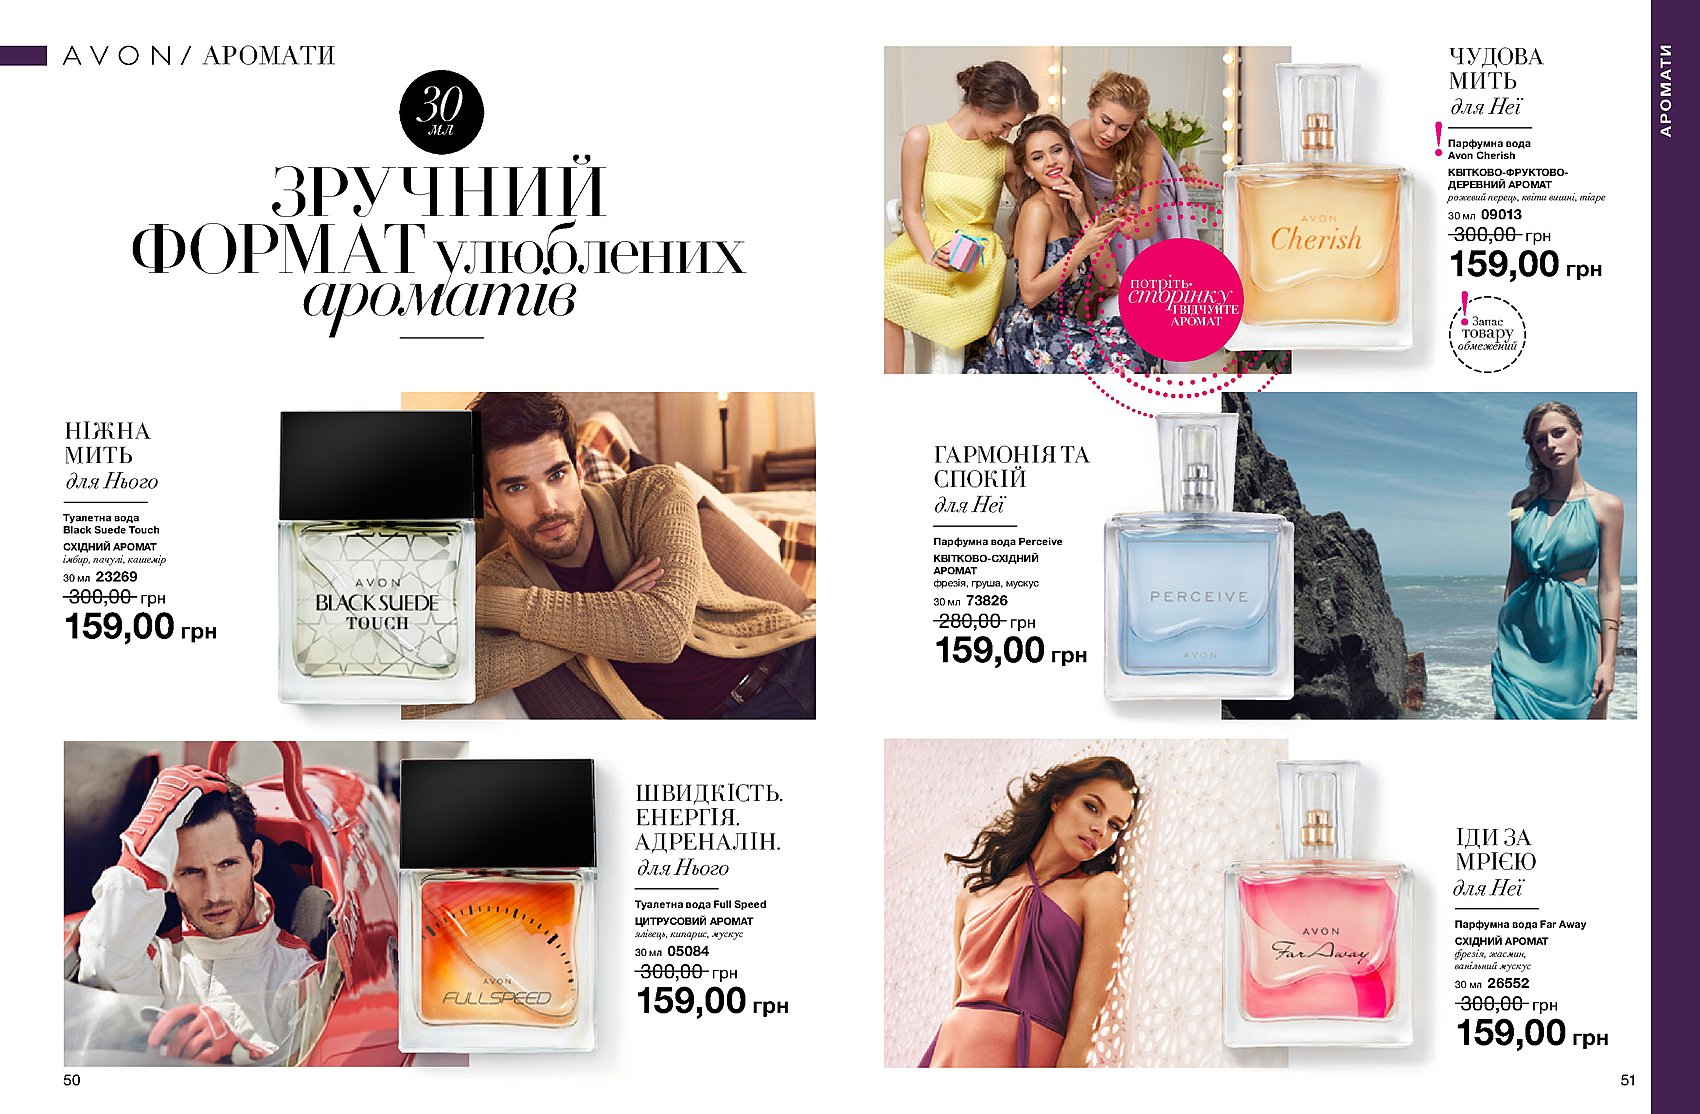 AVON/ АРОМАТИ
30
мл
ЗРУЧНИЙ
ФОРМАТ улюблених
ароматів
НІЖНА
МИТЬ
для Нього
Туалетна вода
Black Suede Touch
СХІДНИЙ АРОМАТ
імбир, пачулі, кашемір
30 мл 23269
300,00 грн
159,00 грн
AVON
BLACK SUEDE
TOUCH
ШВИДКІСТЬ.
ЕНЕРГІЯ.
АДРЕНАЛІН.
для Нього
Туалетна вода Full Speed
ЦИТРУСОВИЙ АРОМАТ
ялівець, кипарис, мускус
30 мл 05084
300,00 грн
159,00 грн
AVON
FULLSPEED
50
ЧУДОВА
МИТЬ
для Неї
!
Парфумна вода
Avon Cherish
КВІТКОВО-ФРУКТОВО-
ДЕРЕВНИЙ АРОМАТ
рожевий перець, квіти вишні, тіаре
30 мл 09013
300,00 грн
159,00 грн
!
Запас
товару
обмежений
AVON
Cherish
ПОТРІТЬ
сторінку
І ВІДЧУЙТЕ
АРОМАТ
ГАРМОНІЯ ТА
СПОКІЙ
для Неї
Парфумна вода Perceive
КВІТКОВО-СХІДНИЙ
АРОМАТ
фрезія, груша, мускус
30 мл 73826
280,00 грн
159,00 грн
PERCEIVE
AVON
ІДИ ЗА
МРІЄЮ
для Неї
Парфумна вода Far Away
СХІДНИЙ АРОМАТ
фрезія, жасмин,
ванільний мускус
30 мл 26552
300,00 грн
159,00 грн
AVON
Far Away
51
АРОМАТИ